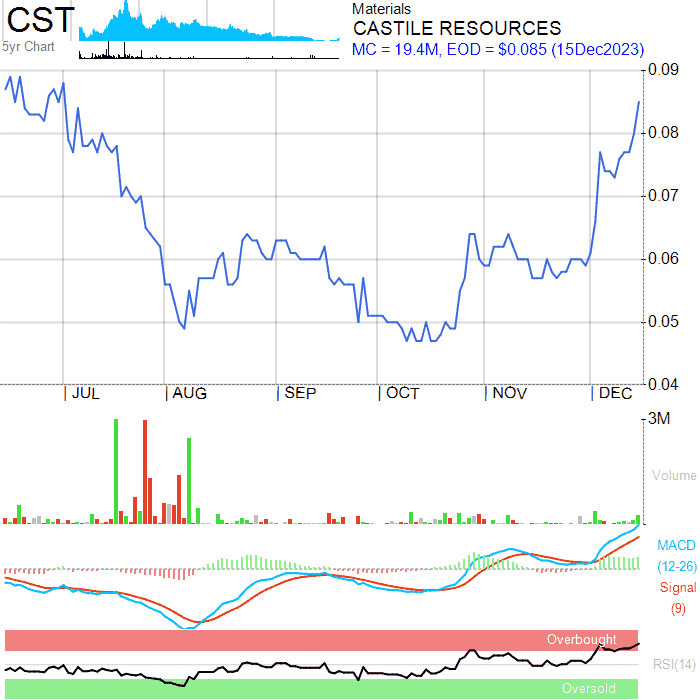 CST
5yr Chart
Materials
CASTILE RESOURCES
MC = 19.4M, EOD = $0.085 (15Dec2023)
0.09
0.08
0.07
0.06
0.05
0.04
JUL AUG SEP OCT NOV DEC
3M
Volume
MACD
(12-26)
Signal
(9)
Overbought
RSI(14)
Oversold